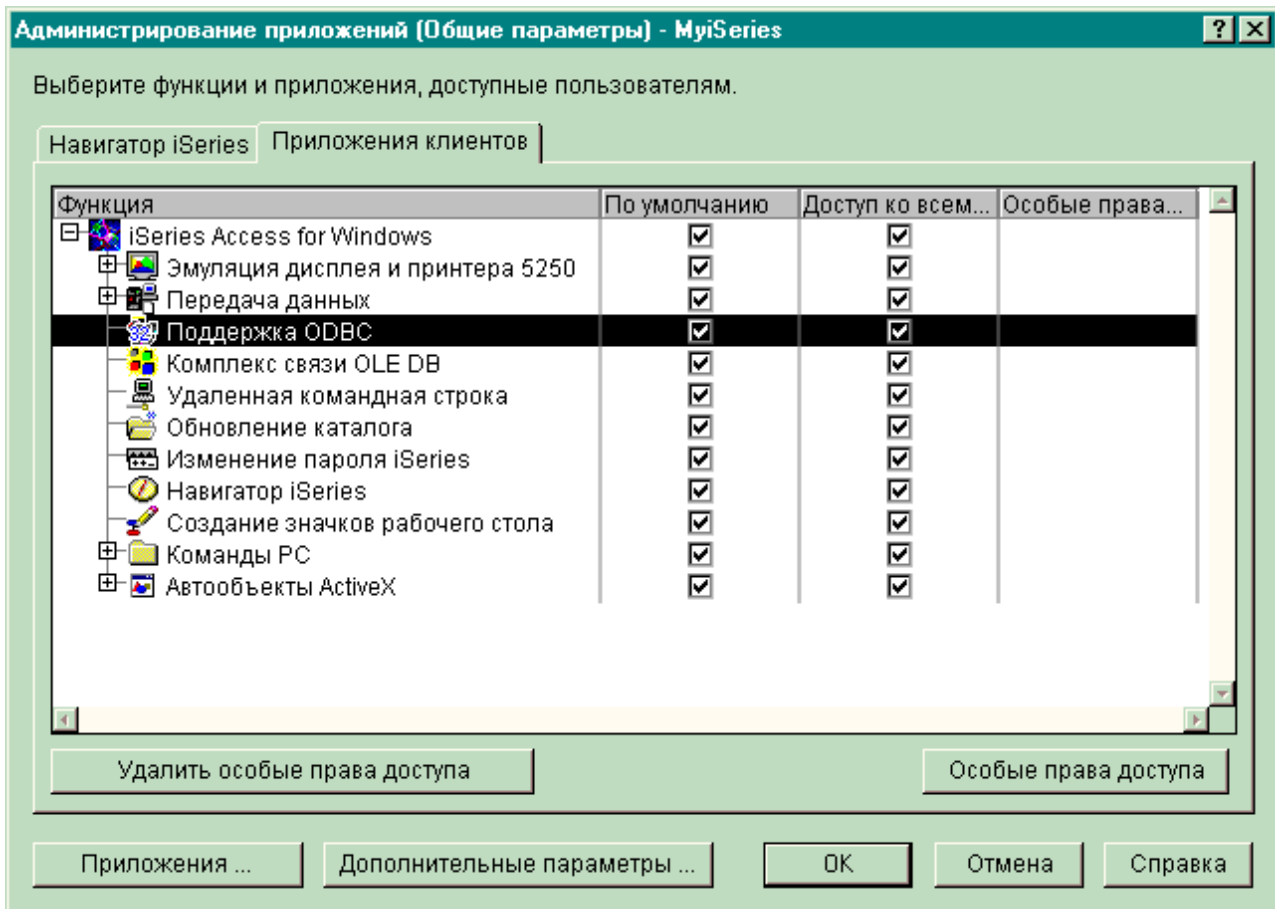 Администрирование приложений (Общие параметры) - MyiSeries
Выберите функции и приложения, доступные пользователям.
Навигатор iSeries Приложения клиентов
Функция По умолчанию Доступ ко всем... Особые права...
iSeries Access for Windows
Эмуляция дисплея и принтера 5250
Передача данных
Поддержка ODBC
Комплекс связи OLE DB
Удаленная командная строка
Обновление каталога
Изменение пароля iSeries
Навигатор iSeries
Создание значков рабочего стола
Команды PC
Автообъекты ActiveX
Удалить особые права доступа Особые права доступа
Приложения ... Дополнительные параметры ... OK Отмена Справка